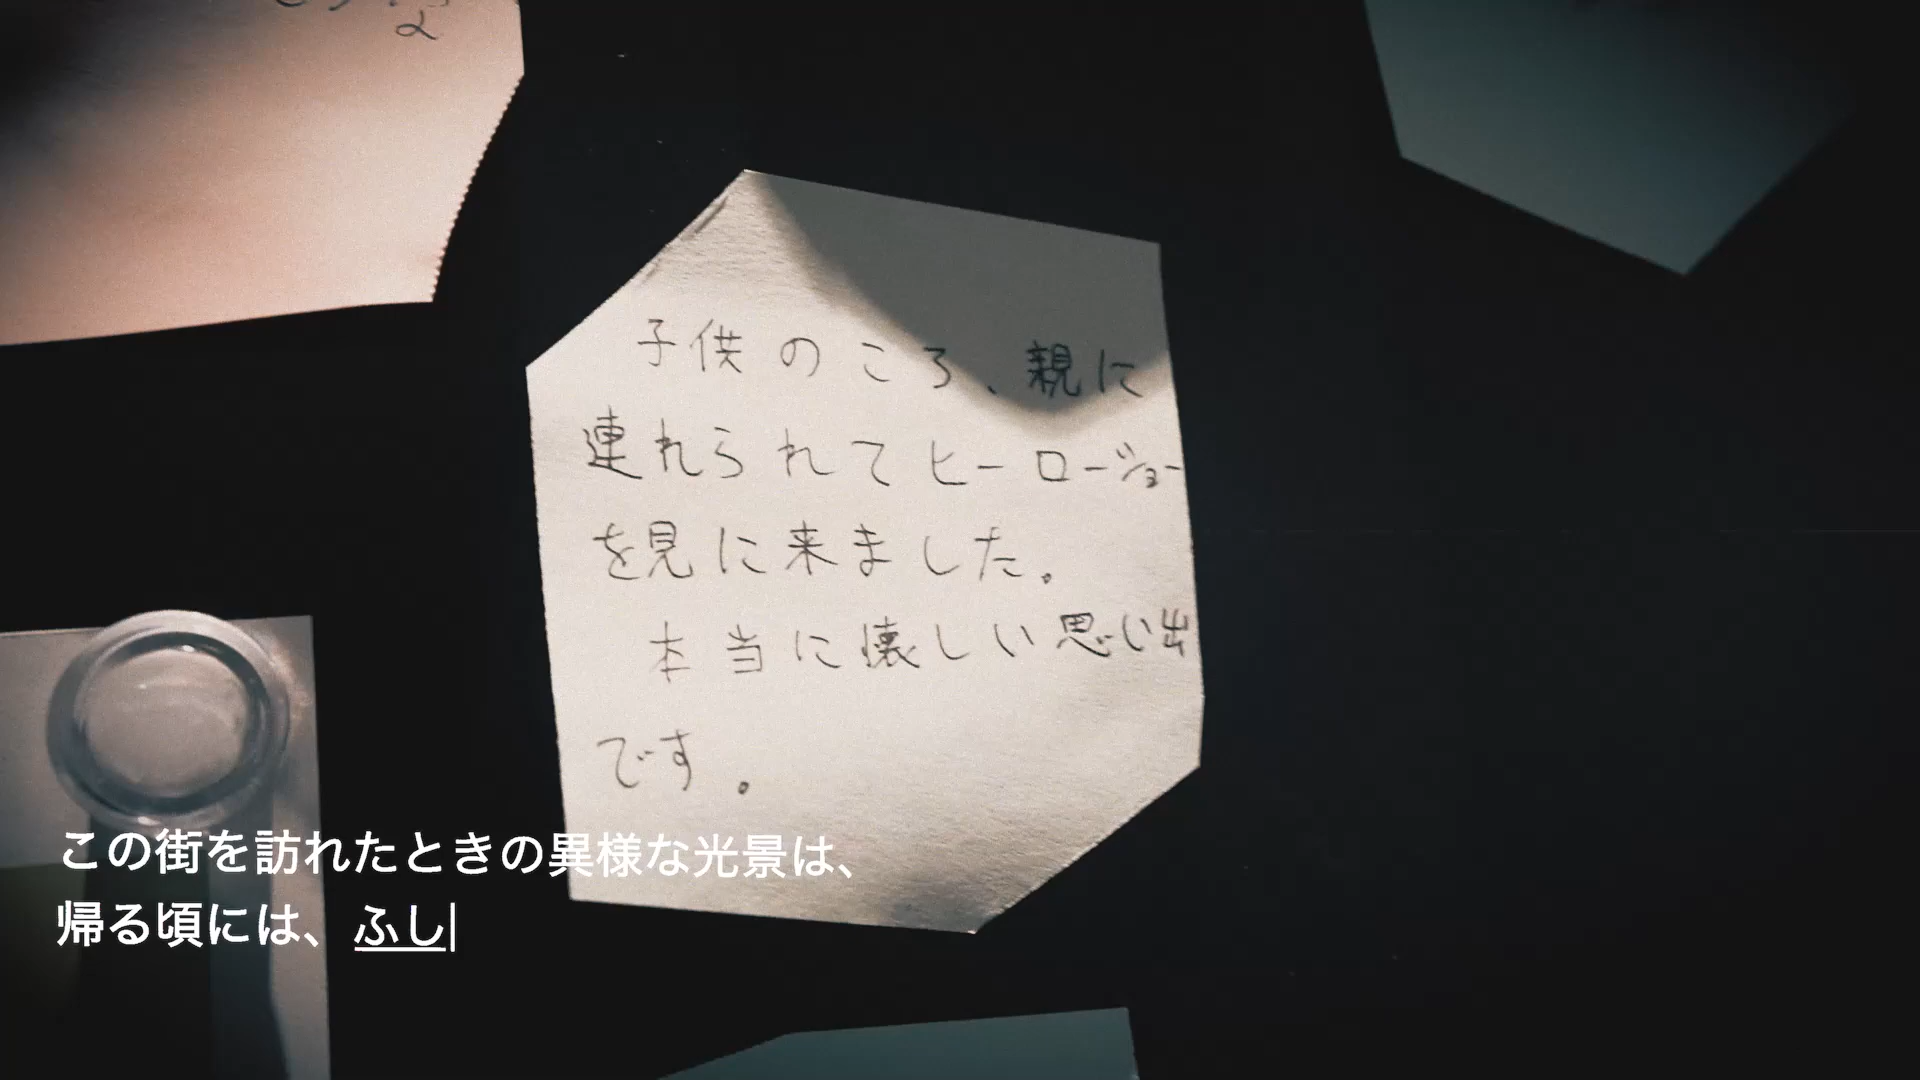 子供のころ、親に
連れられてヒーローショー
を見に来ました。
本当に懐しい思い出
です。
この街を訪れたときの異様な光景は、
帰る頃には、ふし